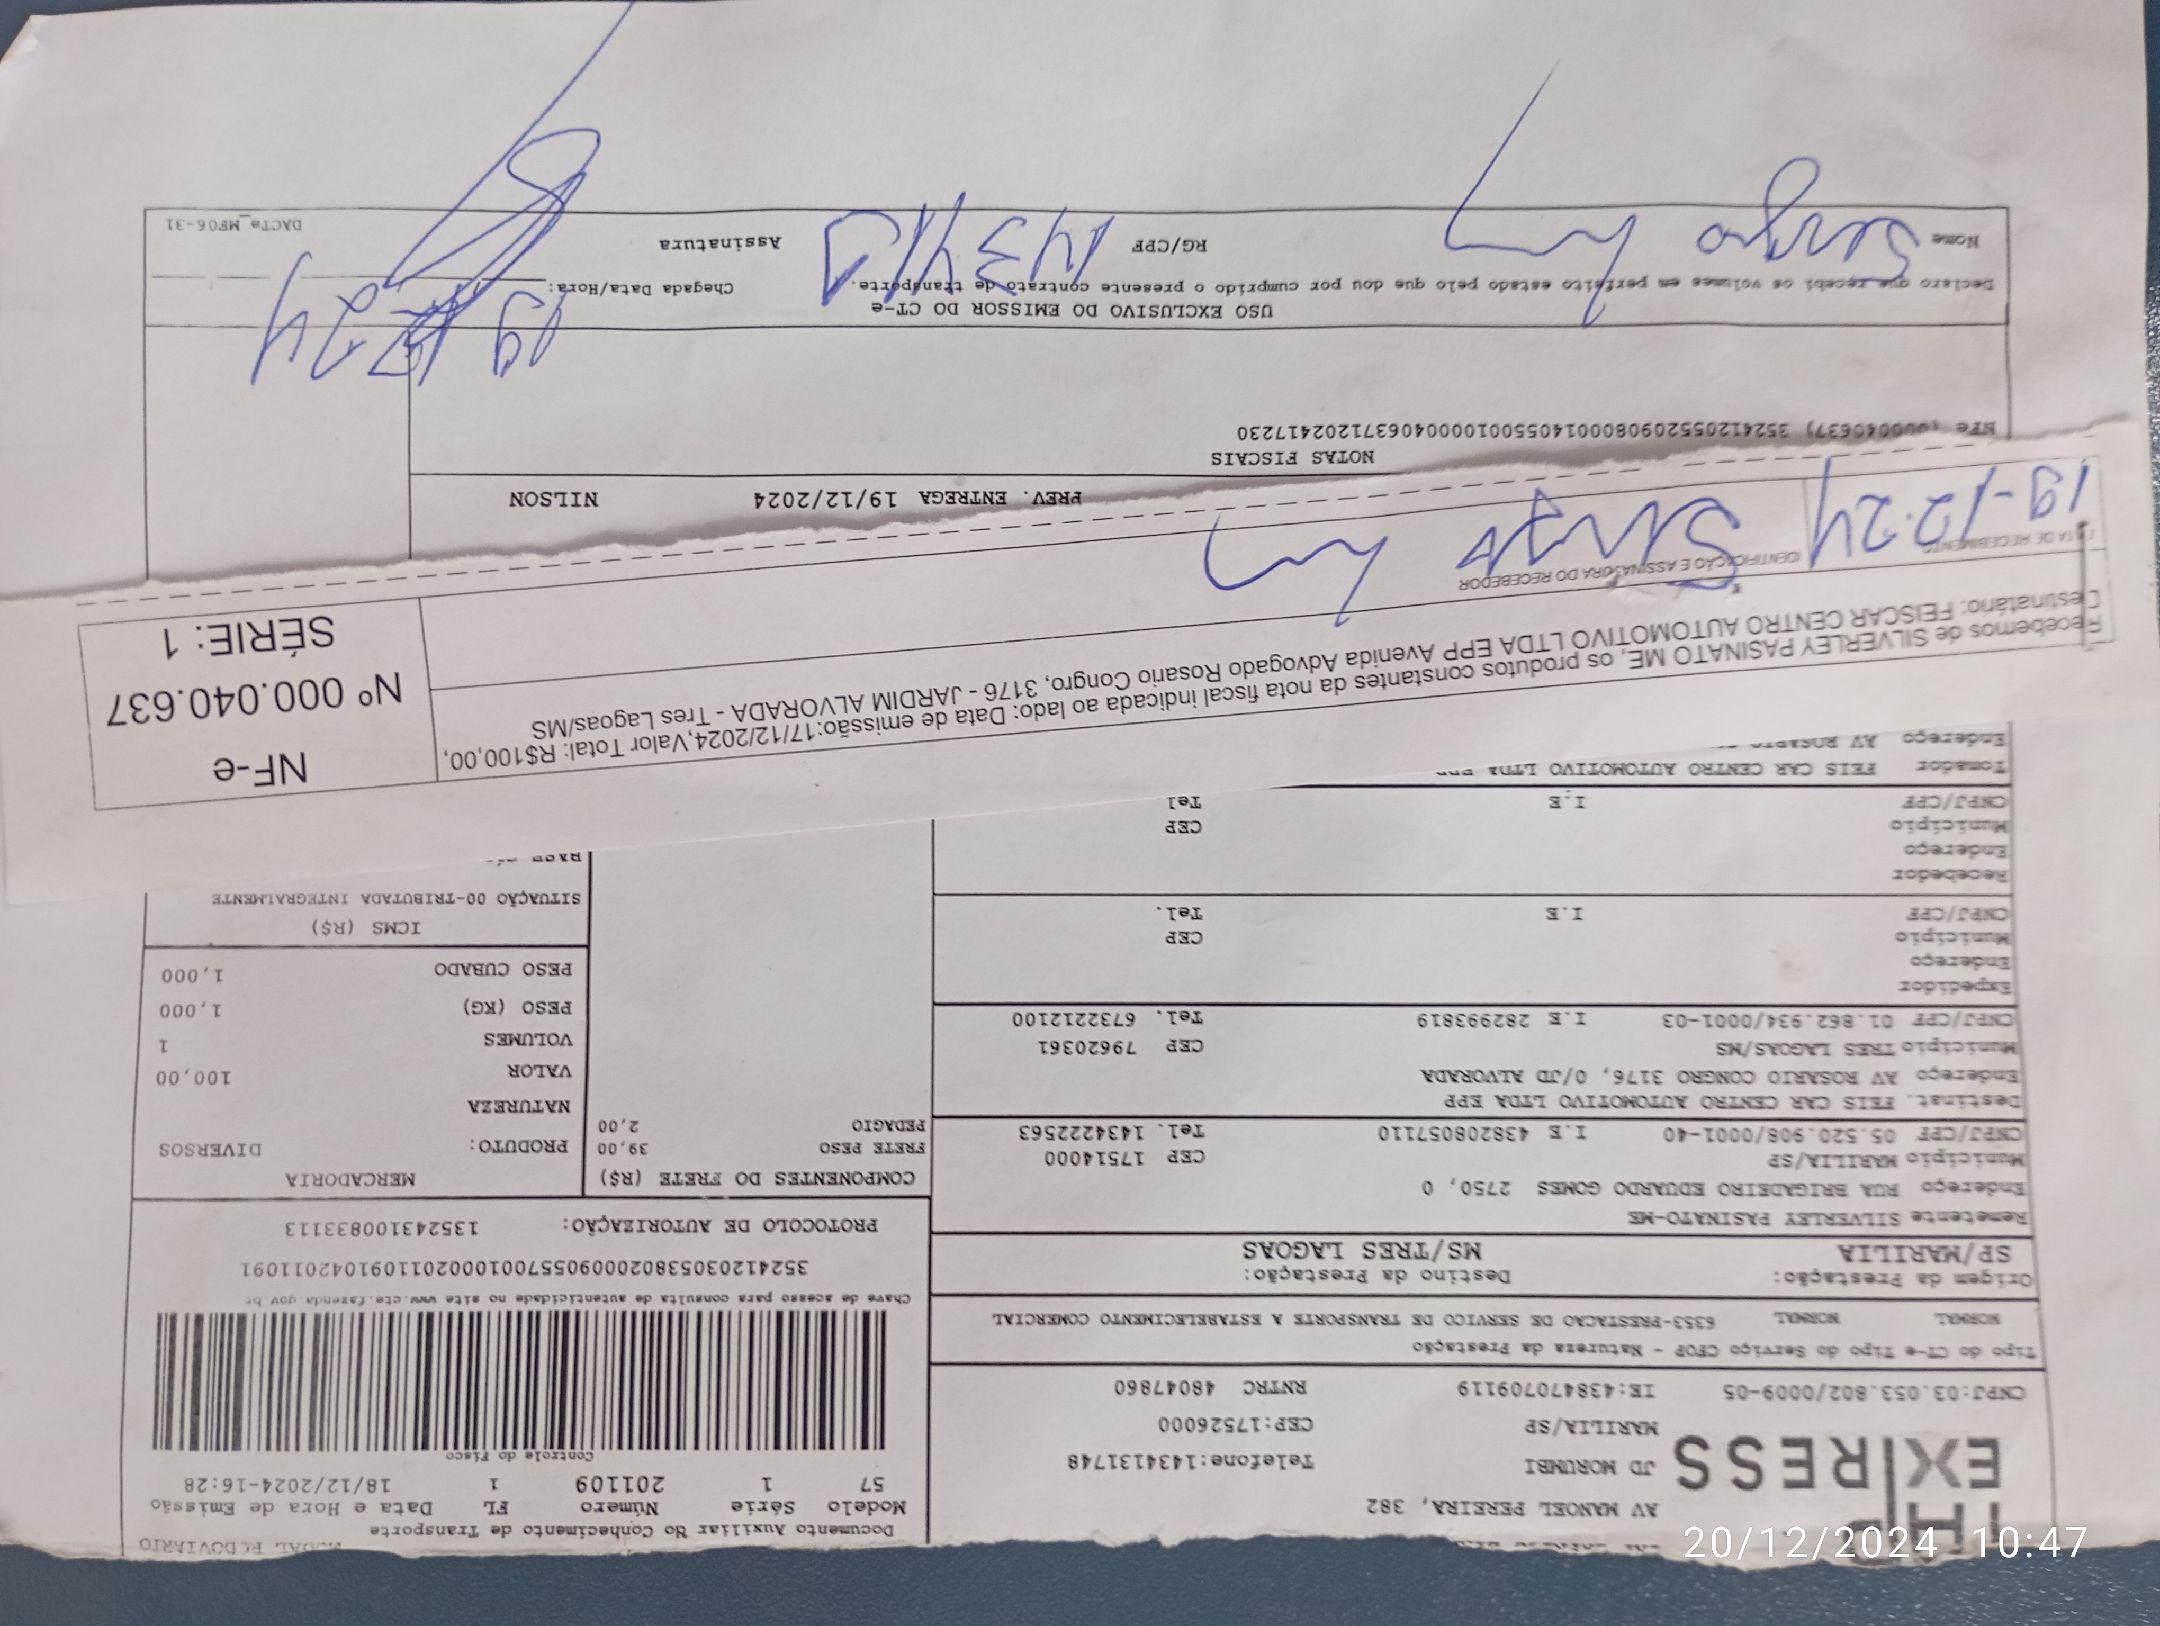 MODAL RODOVIARIO
EXPRESS
AV MANOEL PEREIRA, 382
JD MORUMBI
Telefone:1434131748
MARILIA/SP
CEP:17526000
CNPJ:03.053.802/0009-05
IE:438470709119
RNTRC 48047860
Documento Auxiliar do Conhecimento de Transporte
Modelo Série Número FL Data e Hora de Emissão
57 1 201109 1 18/12/2024-16:28
Controle do Fisco
Chave de acesso para consulta de autenticidade no site www.cte.fazenda.gov.br
35241203053802000905570010002011091042011091
PROTOCOLO DE AUTORIZAÇÃO: 135243100833113
Tipo do CT-e Tipo do Serviço CFOP - Natureza da Prestação
NORMAL NORMAL 6353-PRESTACAO DE SERVICO DE TRANSPORTE A ESTABELECIMENTO COMERCIAL
Origem da Prestação: Destino da Prestação:
SP/MARILIA MS/TRES LAGOAS
Remetente SILVERLEY PASINATO-ME
Endereço RUA BRIGADEIRO EDUARDO GOMES 2750, 0
Município MARILIA/SP CEP 17514000
CNPJ/CPF 05.520.908/0001-40 I.E 438208057110 Tel. 1434222563
Destinat. FEIS CAR CENTRO AUTOMOTIVO LTDA EPP
Endereço AV ROSARIO CONGRO 3176, 0/JD ALVORADA
Município TRES LAGOAS/MS CEP 79620361
CNPJ/CPF 01.862.934/0001-03 I.E 282993819 Tel. 6732212100
Expedidor
Endereço
Município CEP
CNPJ/CPF I.E Tel.
Recebedor
Endereço
Município CEP
CNPJ/CPF I.E Tel
Tomador FEIS CAR CENTRO AUTOMOTIVO LTDA EPP
Endereço AV ROSARIO
COMPONENTES DO FRETE (R$)
FRETE PESO 39,00
PEDAGIO 2,00
MERCADORIA
PRODUTO: DIVERSOS
NATUREZA
VALOR 100,00
VOLUMES 1
PESO (KG) 1,000
PESO CUBADO 1,000
ICMS (R$)
SITUAÇÃO 00-TRIBUTADA INTEGRALMENTE
BASE
Recebemos de SILVERLEY PASINATO ME, os produtos constantes da nota fiscal indicada ao lado: Data de emissão:17/12/2024,Valor Total: R$100,00,
Destinatário: FEISCAR CENTRO AUTOMOTIVO LTDA EPP Avenida Advogado Rosario Congro, 3176 - JARDIM ALVORADA - Tres Lagoas/MS
NF-e
Nº 000.040.637
SÉRIE: 1
DATA DE RECEBIMENTO
IDENTIFICAÇÃO E ASSINATURA DO RECEBEDOR
19-12-24
Sergio
PREV. ENTREGA 19/12/2024 NILSON
NOTAS FISCAIS
NFe (000040637) 35241205520908000140550010000406371202417230
USO EXCLUSIVO DO EMISSOR DO CT-e
Declaro que recebi os volumes em perfeito estado pelo que dou por cumprido o presente contrato de transporte.
Chegada Data/Hora:
19 12 24
Nome Sergio
RG/CPF
Assinatura
DACTe_MF06-31
20/12/2024 10:47